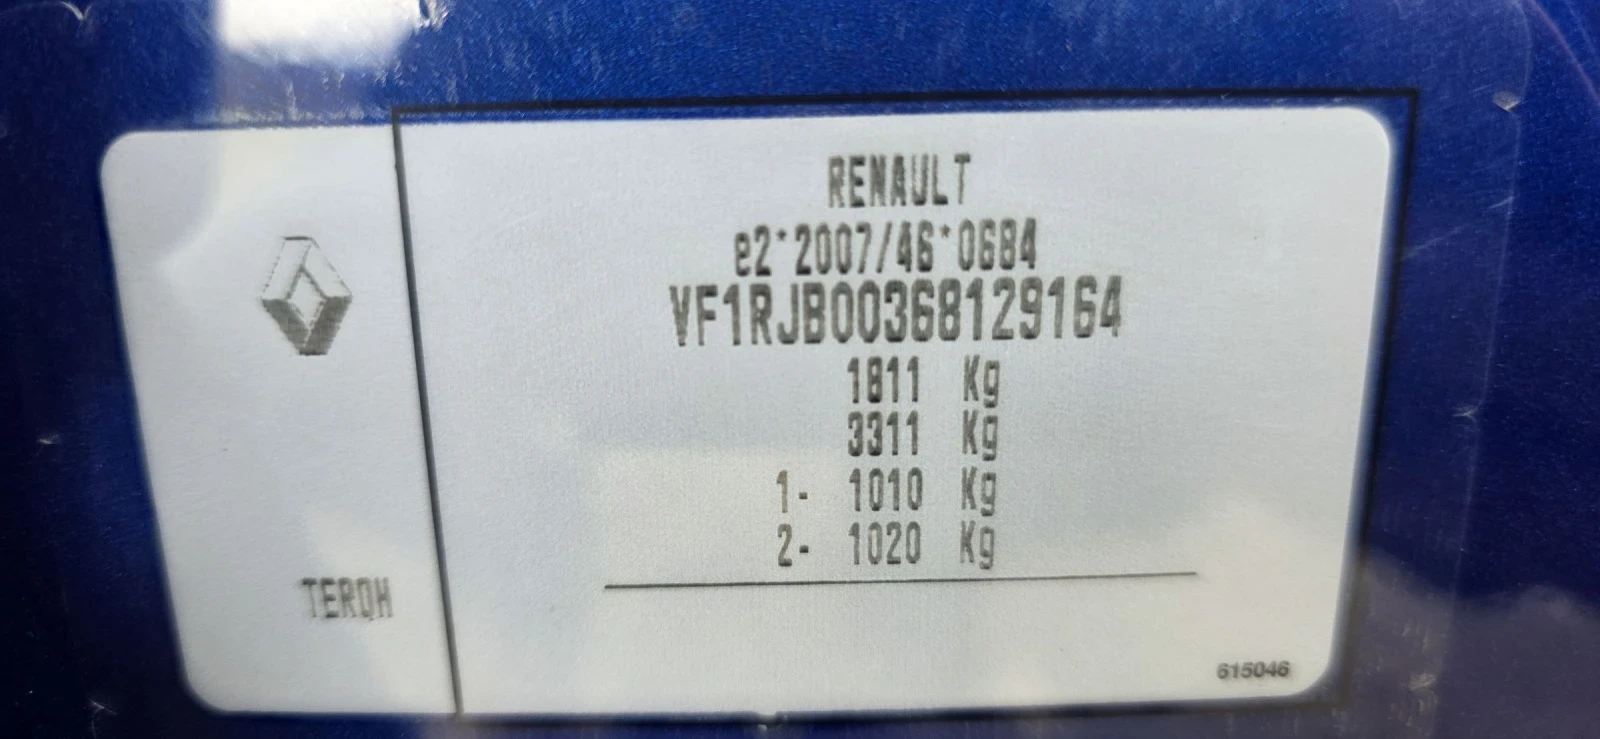 RENAULT
e2*2007/46*0684
VF1RJB00368129164
1811 Kg
3311 Kg
1- 1010 Kg
2- 1020 Kg
TERQH
615046